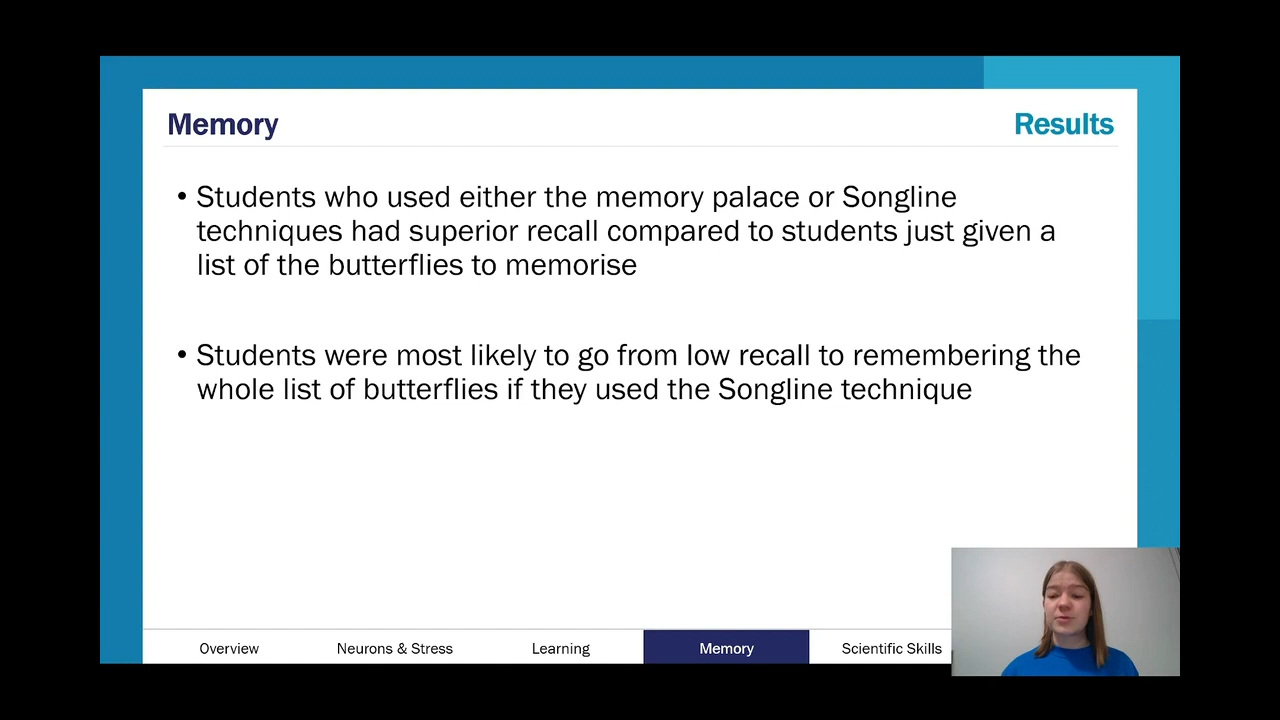 Memory
Results
• Students who used either the memory palace or Songline
techniques had superior recall compared to students just given a
list of the butterflies to memorise
• Students were most likely to go from low recall to remembering the
whole list of butterflies if they used the Songline technique
Overview
Neurons & Stress
Learning
Memory
Scientific Skills